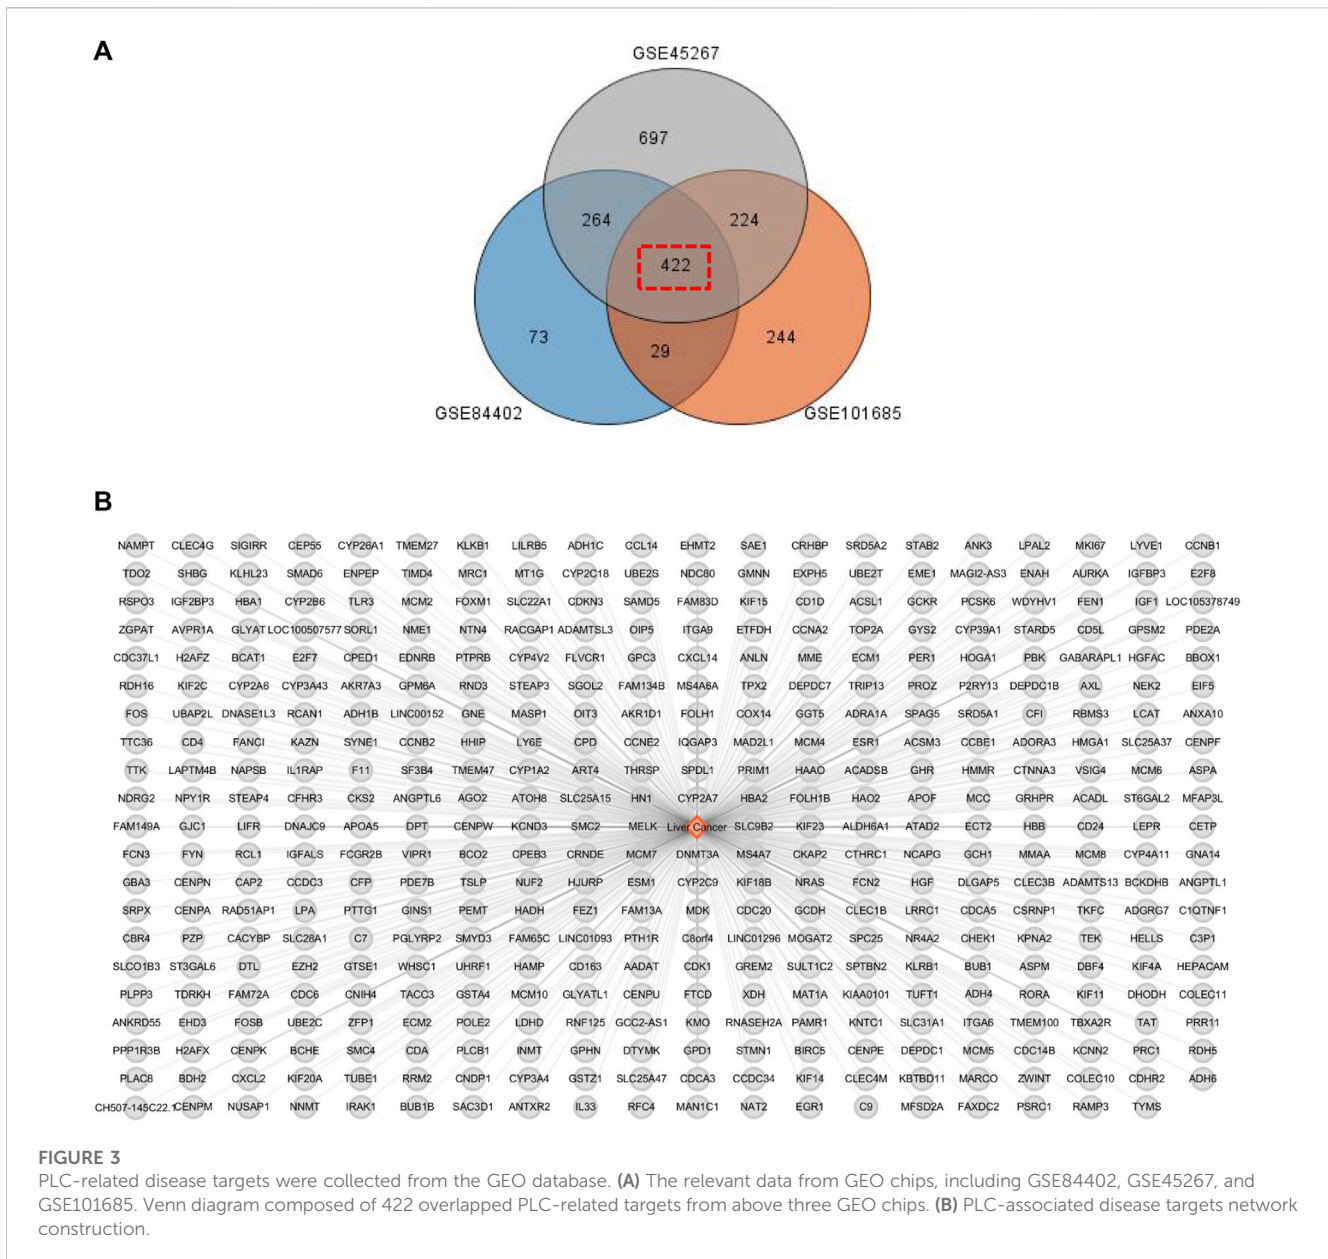 A
GSE45267
697
264
224
422
73
29
244
GSE84402
GSE101685
B
NAMPT CLEC4G SIGIRR CEP55 CYP26A1 TMEM27 KLKB1 LILRB5 ADH1C CCL14 EHMT2 SAE1 CRHBP SRD5A2 STAB2 ANK3 LPAL2 MKI67 LYVE1 CCNB1
TDO2 SHBG KLHL23 SMAD6 ENPEP TIMD4 MRC1 MT1G CYP2C18 UBE2S NDC80 GMNN EXPH5 UBE2T EME1 MAGI2-AS3 ENAH AURKA IGFBP3 E2F8
RSPO3 IGF2BP3 HBA1 CYP2B6 TLR3 MCM2 FOXM1 SLC22A1 CDKN3 SAMD5 FAM83D KIF15 CD1D ACSL1 GCKR PCSK6 WDYHV1 FEN1 IGF1 LOC105378749
ZGPAT AVPR1A GLYAT LOC100507577 SORL1 NME1 NTN4 RACGAP1 ADAMTSL3 OIP5 ITGA9 ETFDH CCNA2 TOP2A GYS2 CYP39A1 STARD5 CD5L GPSM2 PDE2A
CDC37L1 H2AFZ BCAT1 E2F7 CPED1 EDNRB PTPRB CYP4V2 FLVCR1 GPC3 CXCL14 ANLN MME ECM1 PER1 HOGA1 PBK GABARAPL1 HGFAC BBOX1
RDH16 KIF2C CYP2A6 CYP3A43 AKR7A3 GPM6A RND3 STEAP3 SGOL2 FAM134B MS4A6A TPX2 DEPDC7 TRIP13 PROZ P2RY13 DEPDC1B AXL NEK2 EIF5
FOS UBAP2L DNASE1L3 RCAN1 ADH1B LINC00152 GNE MASP1 OIT3 AKR1D1 FOLH1 COX14 GGT5 ADRA1A SPAG5 SRD5A1 CFI RBMS3 LCAT ANXA10
TTC36 CD4 FANCI KAZN SYNE1 CCNB2 HHIP LY6E CPD CCNE2 IQGAP3 MAD2L1 MCM4 ESR1 ACSM3 CCBE1 ADORA3 HMGA1 SLC25A37 CENPF
TTK LAPTM4B NAPSB IL1RAP F11 SF3B4 TMEM47 CYP1A2 ART4 THRSP SPDL1 PRIM1 HAAO ACADSB GHR HMMR CTNNA3 VSIG4 MCM6 ASPA
NDRG2 NPY1R STEAP4 CFHR3 CKS2 ANGPTL6 AGO2 ATOH8 SLC25A15 HN1 CYP2A7 HBA2 FOLH1B HAO2 APOF MCC GRHPR ACADL ST6GAL2 MFAP3L
FAM149A GJC1 LIFR DNAJC9 APOA5 DPT CENPW KCND3 SMC2 MELK Liver Cancer SLC9B2 KIF23 ALDH6A1 ATAD2 ECT2 HBB CD24 LEPR CETP
FCN3 FYN RCL1 IGFALS FCGR2B VIPR1 BCO2 CPEB3 CRNDE MCM7 DNMT3A MS4A7 CKAP2 CTHRC1 NCAPG GCH1 MMAA MCM8 CYP4A11 GNA14
GBA3 CENPN CAP2 CCDC3 CFP PDE7B TSLP NUF2 HJURP ESM1 CYP2C9 KIF18B NRAS FCN2 HGF DLGAP5 CLEC3B ADAMTS13 BCKDHB ANGPTL1
SRPX CENPA RAD51AP1 LPA PTTG1 GINS1 PEMT HADH FEZ1 FAM13A MDK CDC20 GCDH CLEC1B LRRC1 CDCA5 CSRNP1 TKFC ADGRG7 C1QTNF1
CBR4 PZP CACYBP SLC28A1 C7 PGLYRP2 SMYD3 FAM65C LINC01093 PTH1R C8orf4 LINC01296 MOGAT2 SPC25 NR4A2 CHEK1 KPNA2 TEK HELLS C3P1
SLCO1B3 ST3GAL6 DTL EZH2 GTSE1 WHSC1 UHRF1 HAMP CD163 AADAT CDK1 GREM2 SULT1C2 SPTBN2 KLRB1 BUB1 ASPM DBF4 KIF4A HEPACAM
PLPP3 TDRKH FAM72A CDC6 CNIH4 TACC3 GSTA4 MCM10 GLYATL1 CENPU FTCD XDH MAT1A KIAA0101 TUFT1 ADH4 RORA KIF11 DHODH COLEC11
ANKRD55 EHD3 FOSB UBE2C ZFP1 ECM2 POLE2 LDHD RNF125 GCC2-AS1 KMO RNASEH2A PAMR1 KNTC1 SLC31A1 ITGA6 TMEM100 TBXA2R TAT PRR11
PPP1R3B H2AFX CENPK BCHE SMC4 CDA PLCB1 INMT GPHN DTYMK GPD1 STMN1 BIRC5 CENPE DEPDC1 MCM5 CDC14B KCNN2 PRC1 RDH5
PLAC8 BDH2 CXCL2 KIF20A TUBE1 RRM2 CNDP1 CYP3A4 GSTZ1 SLC25A47 CDCA3 CCDC34 KIF14 CLEC4M KBTBD11 MARCO ZWINT COLEC10 CDHR2 ADH6
CH507-145C22.1 CENPM NUSAP1 NNMT IRAK1 BUB1B SAC3D1 ANTXR2 IL33 RFC4 MAN1C1 NAT2 EGR1 C9 MFSD2A FAXDC2 PSRC1 RAMP3 TYMS
FIGURE 3
PLC-related disease targets were collected from the GEO database. (A) The relevant data from GEO chips, including GSE84402, GSE45267, and
GSE101685. Venn diagram composed of 422 overlapped PLC-related targets from above three GEO chips. (B) PLC-associated disease targets network
construction.